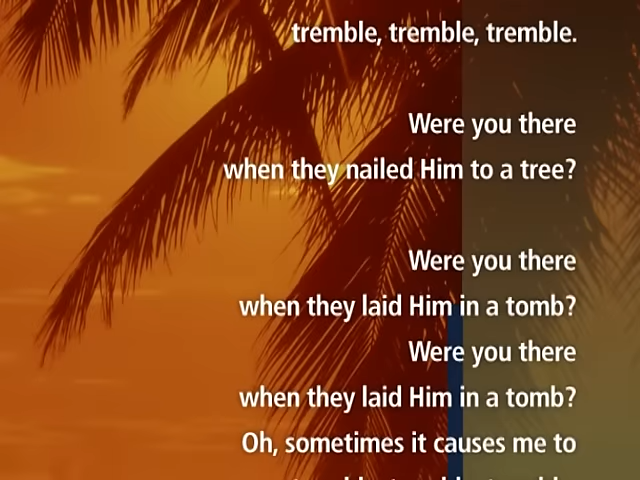 tremble, tremble, tremble.
Were you there
when they nailed Him to a tree?
Were you there
when they laid Him in a tomb?
Were you there
when they laid Him in a tomb?
Oh, sometimes it causes me to